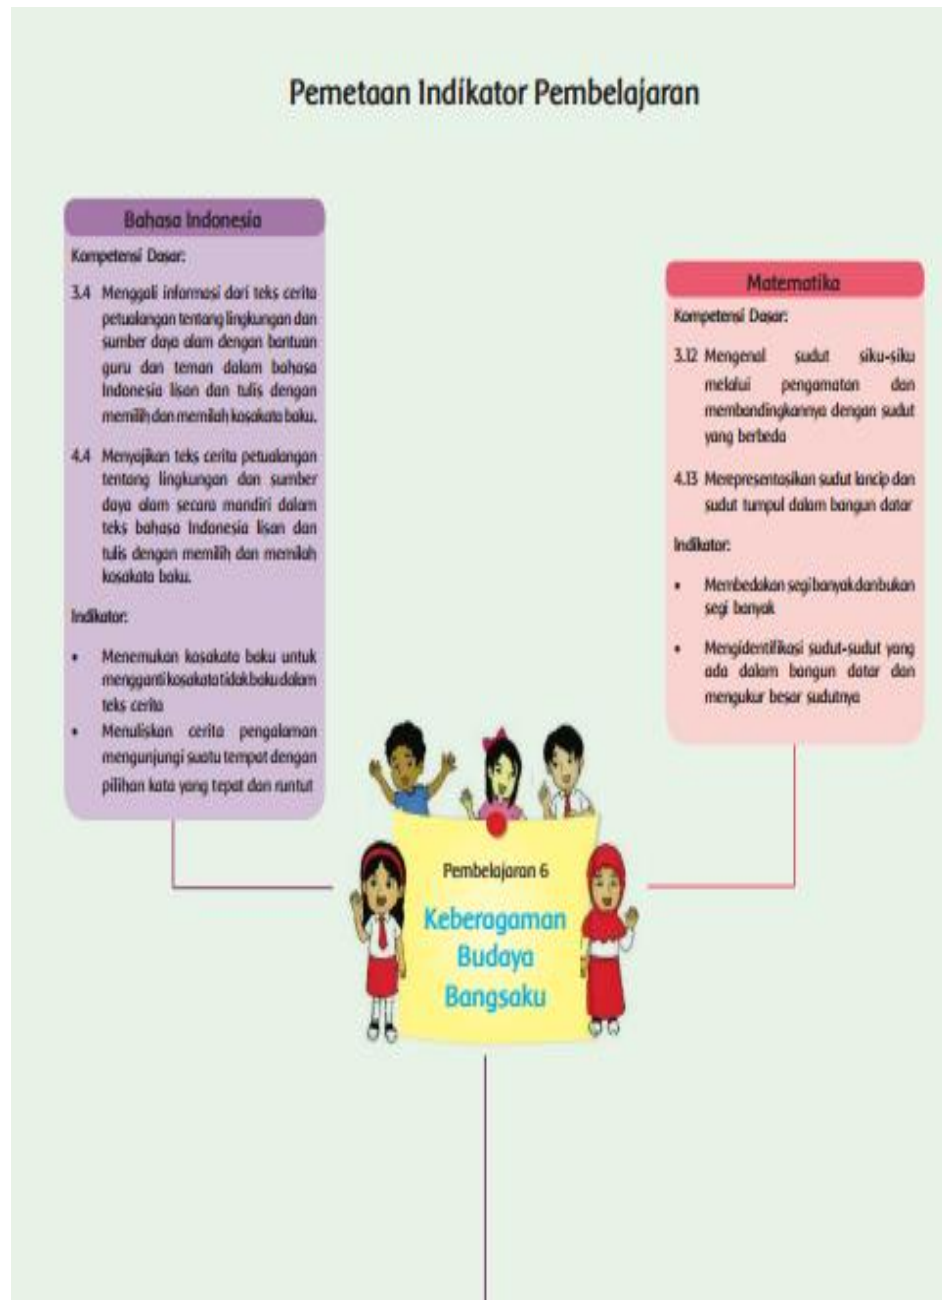 Pemetaan Indikator Pembelajaran
Bahasa Indonesia
Kompetensi Dasar:
3.4 Menggali informasi dari teks cerita
petualangan tentang lingkungan dan
sumber daya alam dengan bantuan
guru dan teman dalam bahasa
Indonesia lisan dan tulis dengan
memilih dan memilah kosakata baku.
4.4 Menyajikan teks cerita petualangan
tentang lingkungan dan sumber
daya alam secara mandiri dalam
teks bahasa Indonesia lisan dan
tulis dengan memilih dan memilah
kosakata baku.
Indikator:
• Menemukan kosakata baku untuk
mengganti kosakata tidak baku dalam
teks cerita
• Menuliskan cerita pengalaman
mengunjungi suatu tempat dengan
pilihan kata yang tepat dan runtut
Matematika
Kompetensi Dasar:
3.12 Mengenal sudut siku-siku
melalui pengamatan dan
membandingkannya dengan sudut
yang berbeda
4.13 Merepresentasikan sudut lancip dan
sudut tumpul dalam bangun datar
Indikator:
• Membedakan segi banyak dan bukan
segi banyak
• Mengidentifikasi sudut-sudut yang
ada dalam bangun datar dan
mengukur besar sudutnya
Pembelajaran 6
Keberagaman
Budaya
Bangsaku